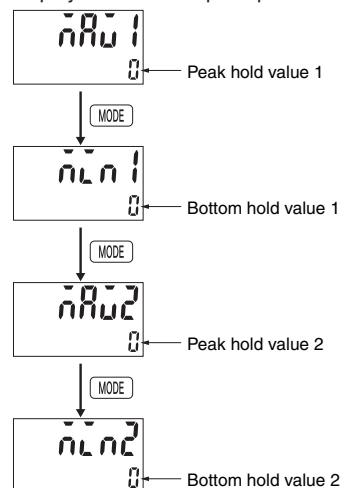 MAX1
0
Peak hold value 1
MODE
MIN1
0
Bottom hold value 1
MODE
MAX2
0
Peak hold value 2
MODE
MIN2
0
Bottom hold value 2